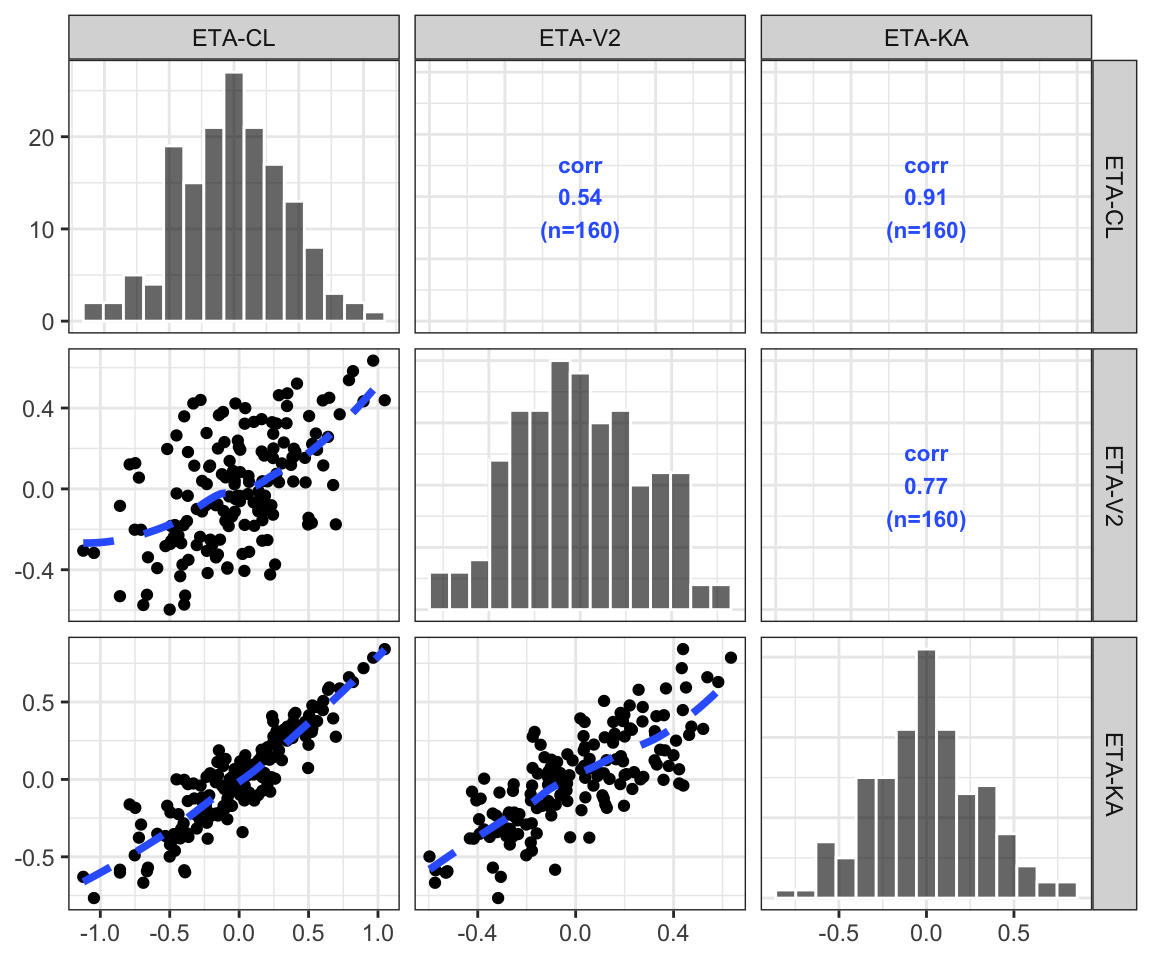 ETA-CL
ETA-V2
ETA-KA
20
10
0
corr
0.54
(n=160)
corr
0.91
(n=160)
ETA-CL
0.4
0.0
-0.4
corr
0.77
(n=160)
ETA-V2
0.5
0.0
-0.5
ETA-KA
-1.0 -0.5 0.0 0.5 1.0
-0.4 0.0 0.4
-0.5 0.0 0.5